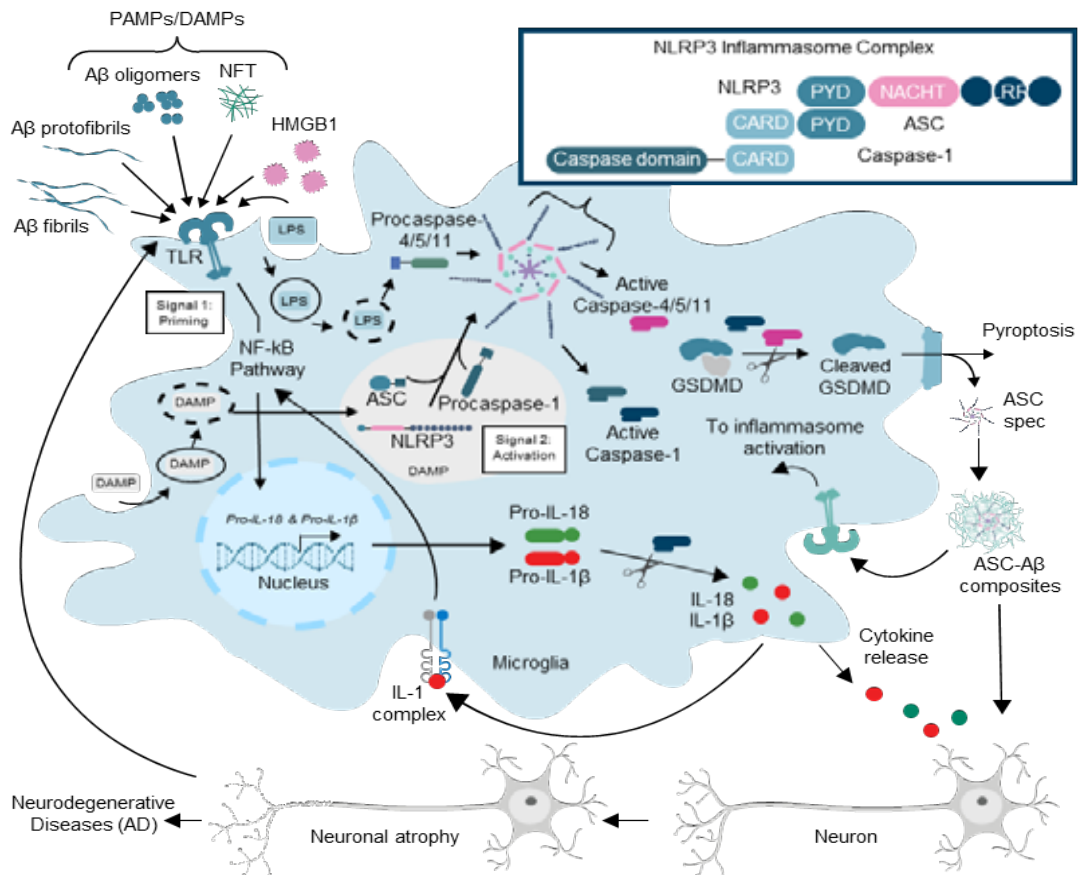 PAMPs/DAMPs
Aβ oligomers
NFT
Aβ protofibrils
HMGB1
Aβ fibrils
TLR
LPS
LPS
LPS
Signal 1:
Priming
NF-kB
Pathway
DAMP
DAMP
DAMP
Procaspase-
4/5/11
Active
Caspase-4/5/11
ASC
Procaspase-1
NLRP3
DAMP
Signal 2:
Activation
Active
Caspase-1
GSDMD
Cleaved
GSDMD
Pyroptosis
ASC
spec
ASC-Aβ
composites
To inflammasome
activation
Pro-IL-18 & Pro-IL-1β
Nucleus
Pro-IL-18
Pro-IL-1β
IL-18
IL-1β
Microglia
IL-1
complex
Cytokine
release
Neuron
Neuronal atrophy
Neurodegenerative
Diseases (AD)
NLRP3 Inflammasome Complex
NLRP3 PYD NACHT
CARD PYD ASC
Caspase domain CARD Caspase-1